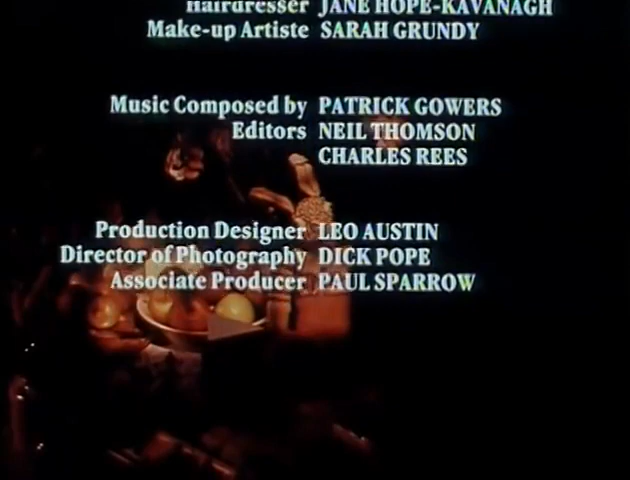 Hairdresser JANE HOPE-KAVANAGH
Make-up Artiste SARAH GRUNDY
Music Composed by PATRICK GOWERS
Editors NEIL THOMSON
CHARLES REES
Production Designer LEO AUSTIN
Director of Photography DICK POPE
Associate Producer PAUL SPARROW